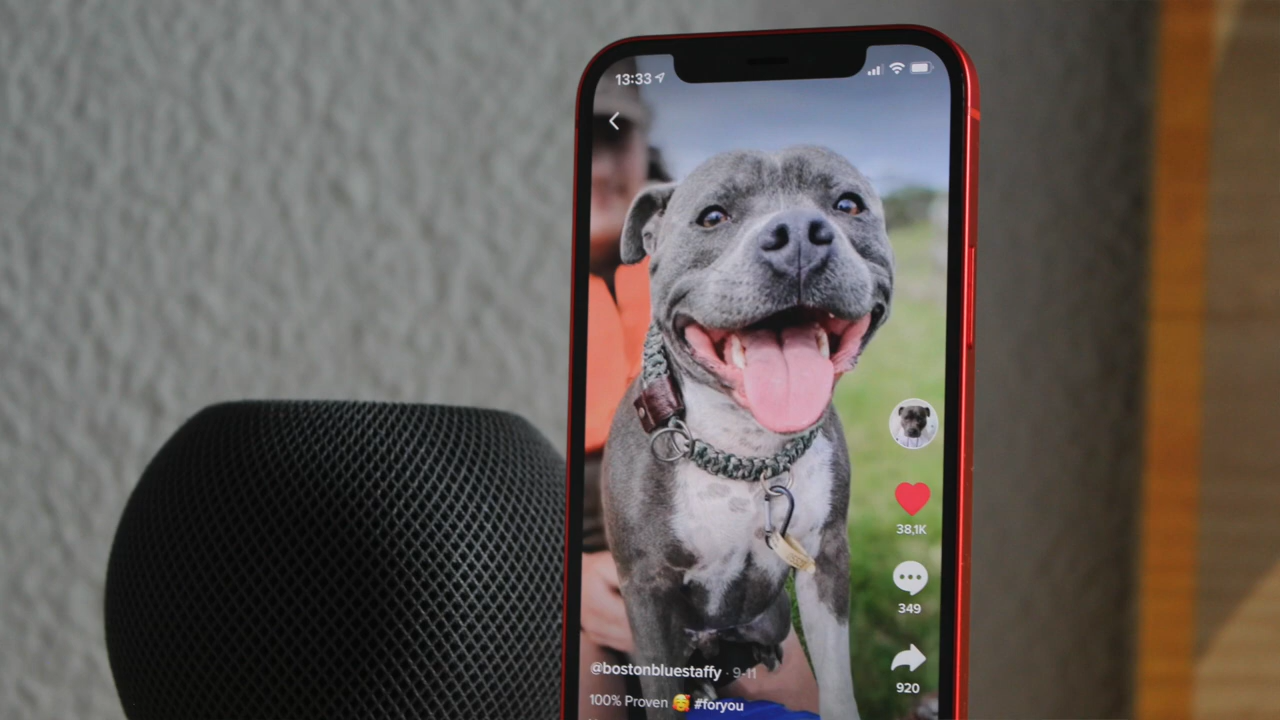 13:33
38,1K
349
920
@bostonbluestaffy · 9-11
100% Proven 🥰 #foryou